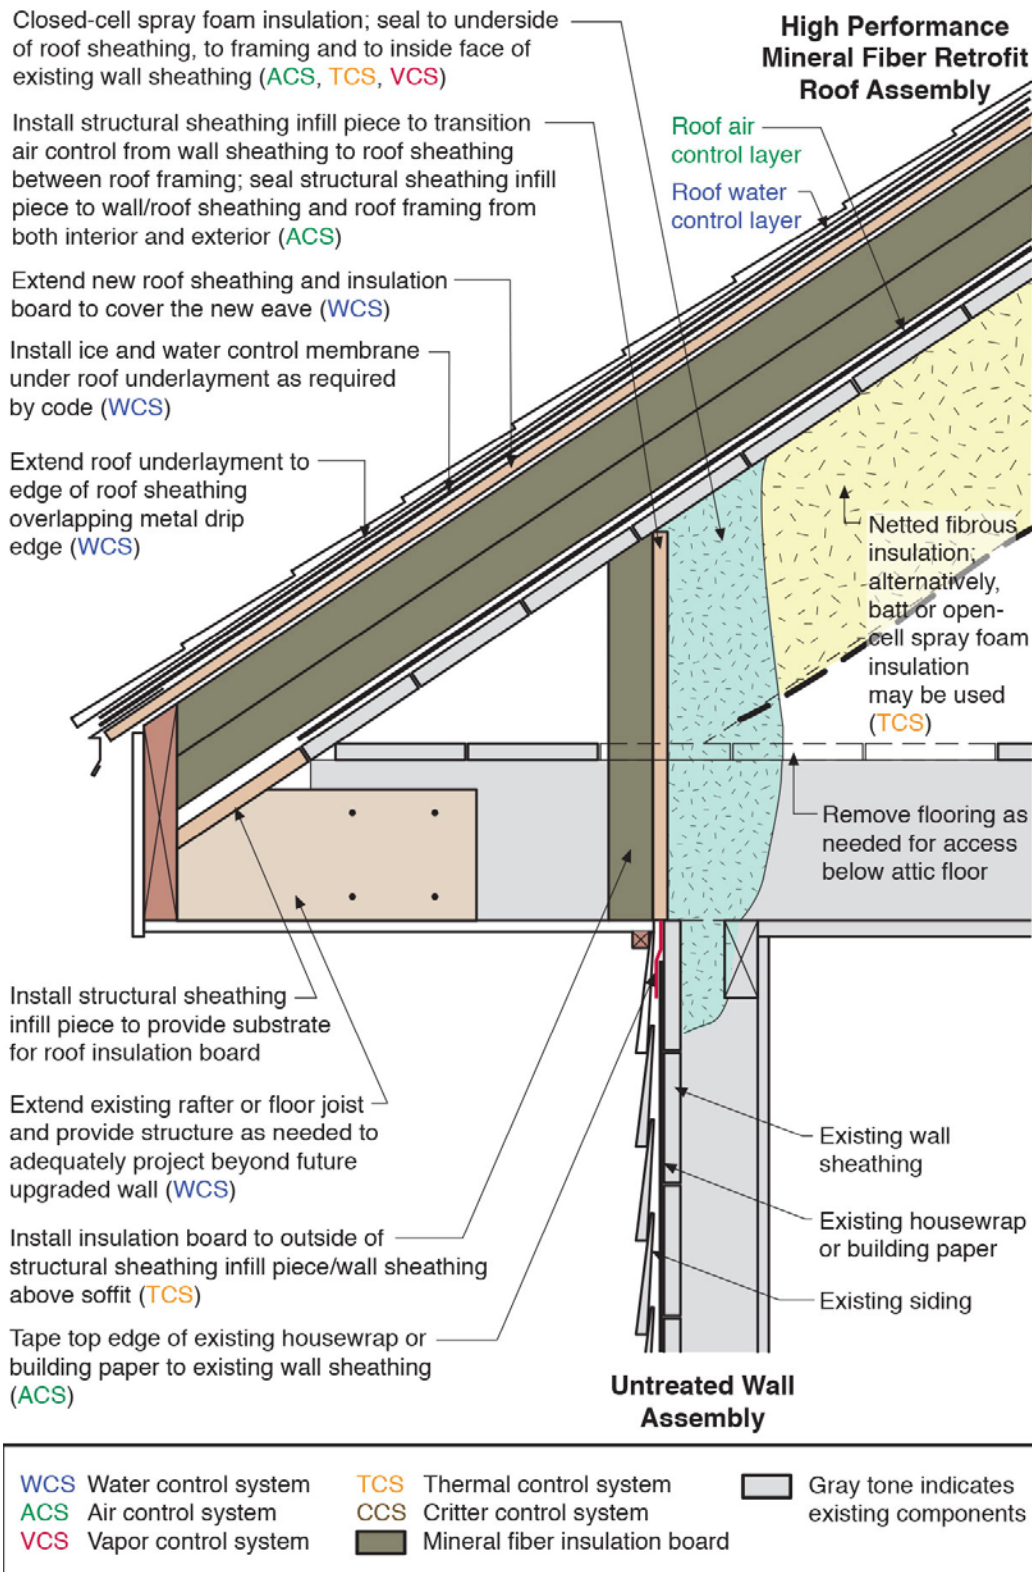 Closed-cell spray foam insulation; seal to underside
of roof sheathing, to framing and to inside face of
existing wall sheathing (ACS, TCS, VCS)
High Performance
Mineral Fiber Retrofit
Roof Assembly
Install structural sheathing infill piece to transition
air control from wall sheathing to roof sheathing
between roof framing; seal structural sheathing infill
piece to wall/roof sheathing and roof framing from
both interior and exterior (ACS)
Roof air
control layer
Roof water
control layer
Extend new roof sheathing and insulation
board to cover the new eave (WCS)
Install ice and water control membrane
under roof underlayment as required
by code (WCS)
Extend roof underlayment to
edge of roof sheathing
overlapping metal drip
edge (WCS)
Netted fibrous
insulation;
alternatively,
batt or open-
cell spray foam
insulation
may be used
(TCS)
Remove flooring as
needed for access
below attic floor
Install structural sheathing
infill piece to provide substrate
for roof insulation board
Extend existing rafter or floor joist
and provide structure as needed to
adequately project beyond future
upgraded wall (WCS)
Install insulation board to outside of
structural sheathing infill piece/wall sheathing
above soffit (TCS)
Tape top edge of existing housewrap or
building paper to existing wall sheathing
(ACS)
Existing wall
sheathing
Existing housewrap
or building paper
Existing siding
Untreated Wall
Assembly
WCS Water control system
ACS Air control system
VCS Vapor control system
TCS Thermal control system
CCS Critter control system
Mineral fiber insulation board
Gray tone indicates
existing components